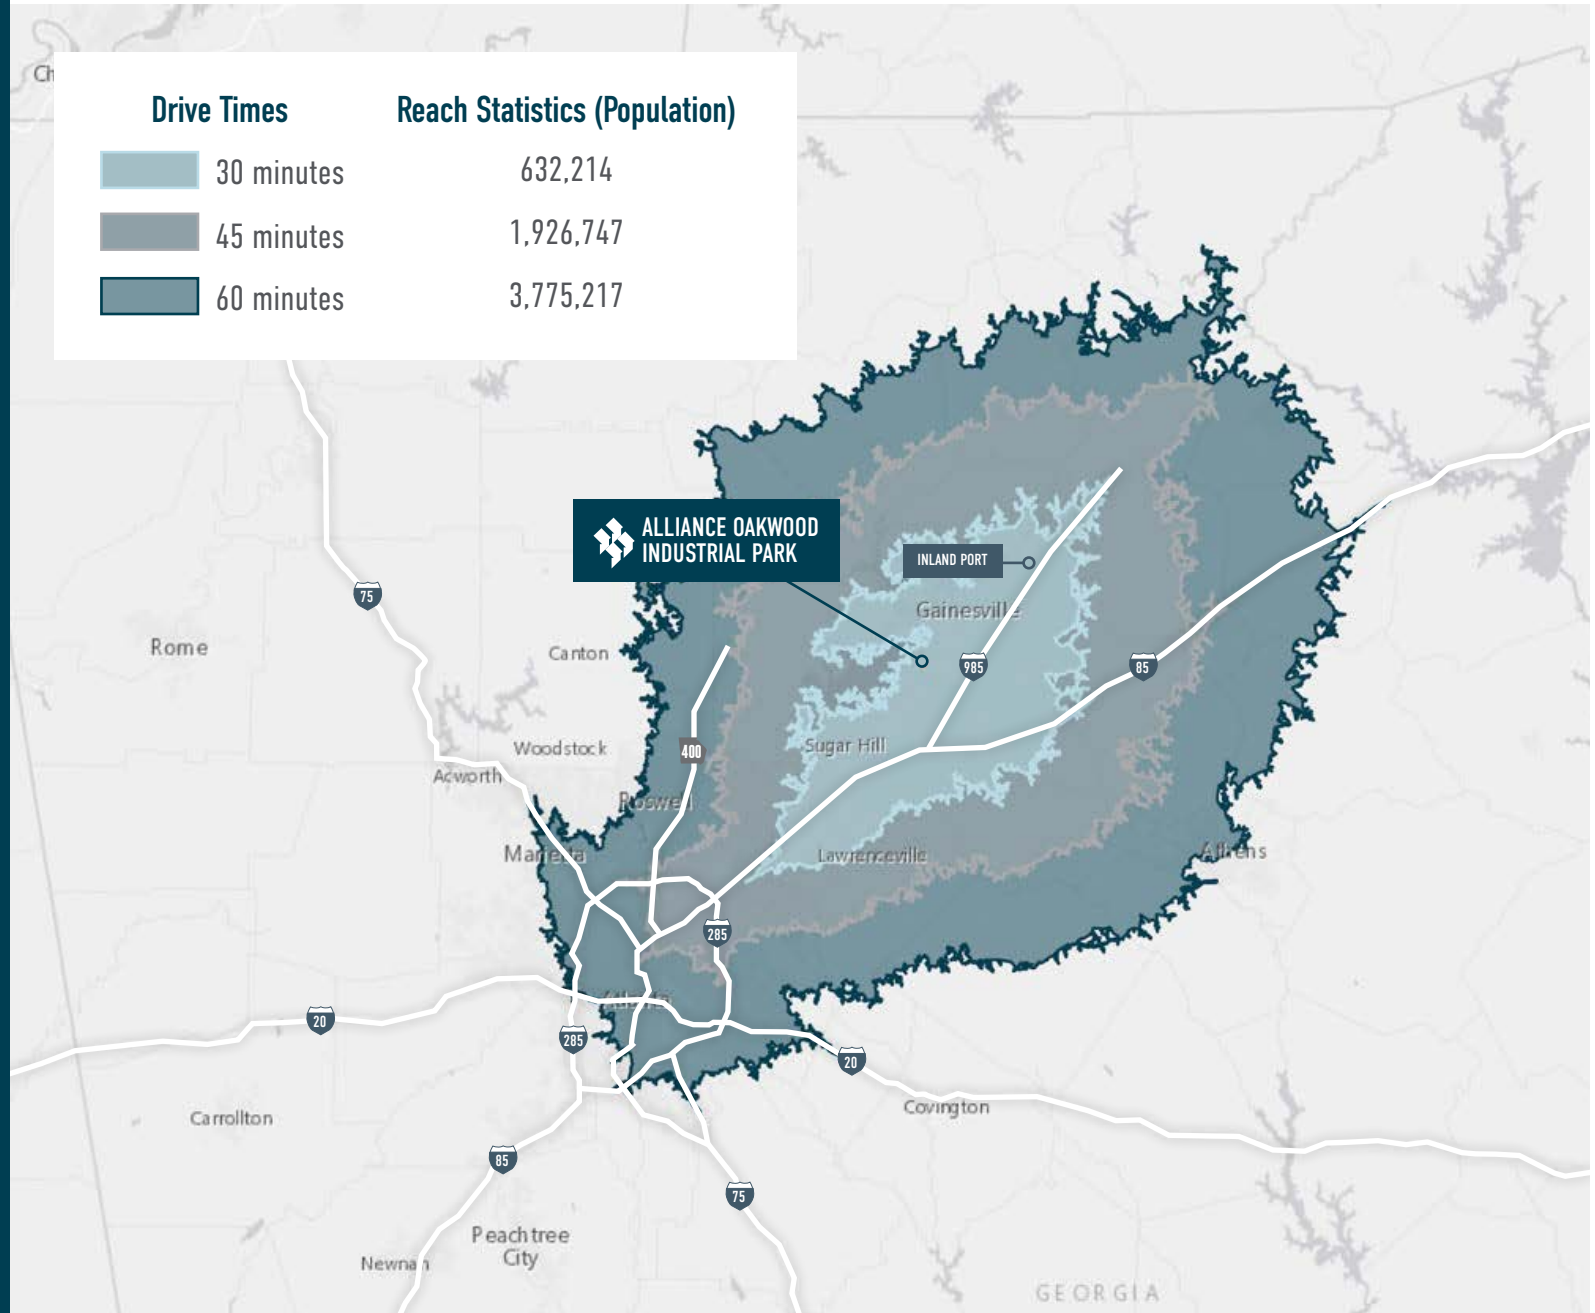 Drive Times Reach Statistics (Population)
30 minutes 632,214
45 minutes 1,926,747
60 minutes 3,775,217
ALLIANCE OAKWOOD
INDUSTRIAL PARK
INLAND PORT
Gainesville
75
Rome
Canton
985
85
Woodstock
400
Sugar Hill
Acworth
Roswell
Marietta
Lawrenceville
Athens
285
Atlanta
20
285
20
Carrollton
Covington
85
75
Peachtree
City
Newnan
GEORGIA